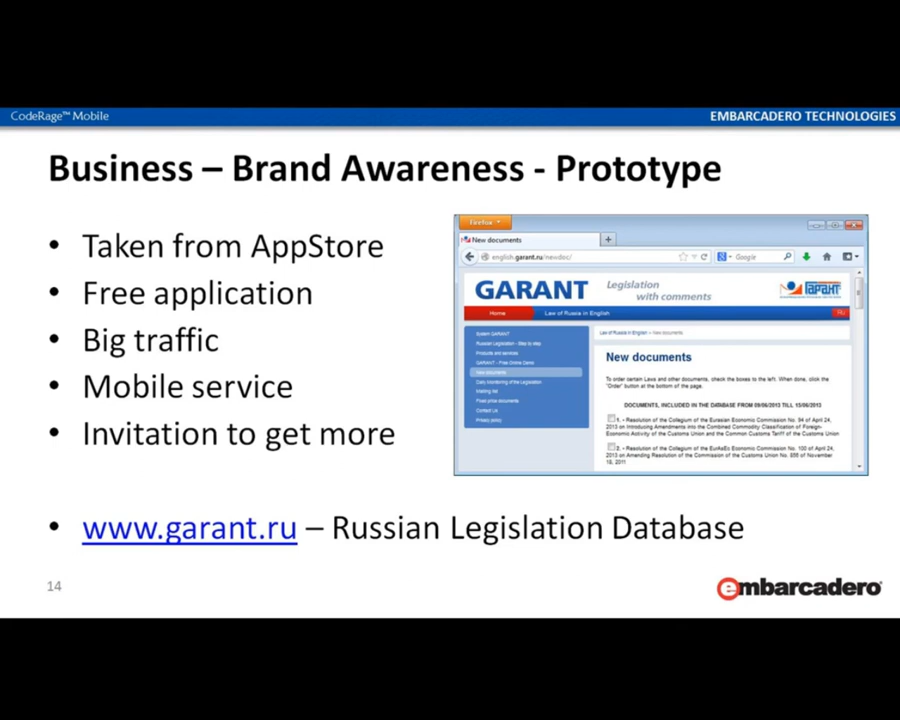 CodeRage™ Mobile
EMBARCADERO TECHNOLOGIES
Business – Brand Awareness - Prototype
• Taken from AppStore
• Free application
• Big traffic
• Mobile service
• Invitation to get more
Firefox
New documents
english.garant.ru/newdoc/
Google
GARANT
Legislation
with comments
ГАРАНТ
Home
Law of Russia in English
RU
System GARANT
Russian Legislation - Step by step
Products and services
GARANT - Free Online Demo
New documents
Daily Monitoring of the Legislation
Mailing list
Fixed price documents
Contact Us
Privacy policy
Law of Russia in English — New documents
New documents
To order certain Laws and other documents, check the boxes to the left. When done, click the
"Order" button at the bottom of the page.
DOCUMENTS, INCLUDED IN THE DATABASE FROM 09/06/2013 TILL 15/06/2013
1. - Resolution of the Collegium of the Eurasian Economic Commission No. 94 of April 24,
2013 on Introducing Amendments into the Combined Commodity Classification of Foreign-
Economic Activity of the Customs Union and the Common Customs Tariff of the Customs Union
2. - Resolution of the Collegium of the EurAsEc Economic Commission No. 100 of April 24,
2013 on Amending Resolution of the Commission of the Customs Union No. 856 of November
18, 2011
• www.garant.ru – Russian Legislation Database
14
embarcadero